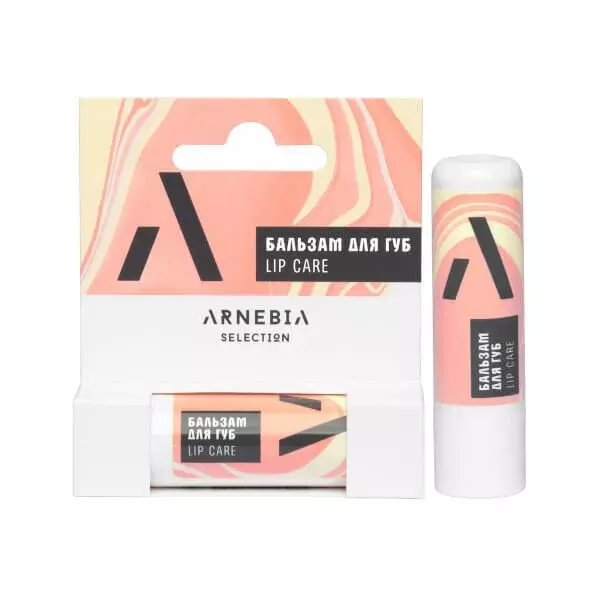 БАЛЬЗАМ ДЛЯ ГУБ
LIP CARE
ARNEBIA
SELECTION
БАЛЬЗАМ
ДЛЯ ГУБ
LIP CARE
БАЛЬЗАМ
ДЛЯ ГУБ
LIP CARE